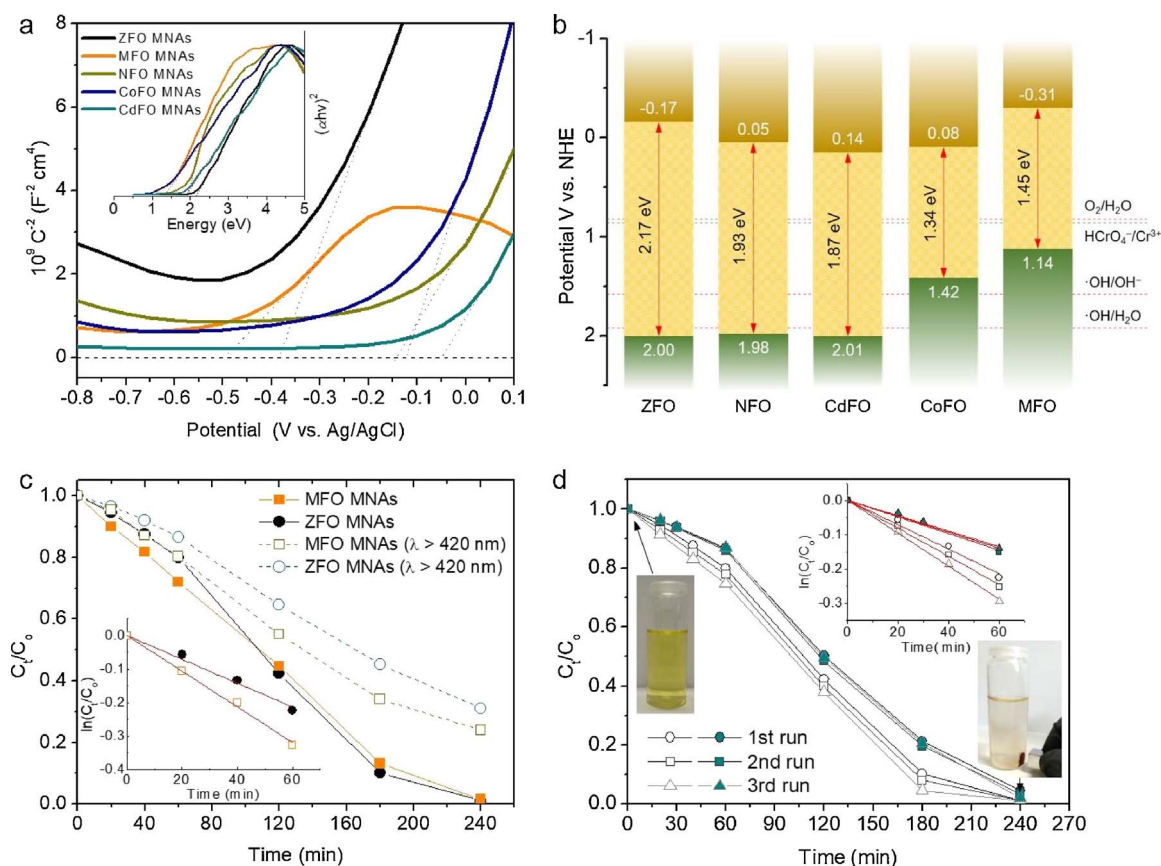 a
8
6
4
2
0
10⁹ C⁻² (F⁻² cm⁴)
ZFO MNAs
MFO MNAs
NFO MNAs
CoFO MNAs
CdFO MNAs
(αhν)²
0 1 2 3 4 5
Energy (eV)
-0.8 -0.7 -0.6 -0.5 -0.4 -0.3 -0.2 -0.1 0.0 0.1
Potential (V vs. Ag/AgCl)
b
-1
0
1
2
Potential V vs. NHE
-0.17 0.05 0.14 0.08 -0.31
2.17 eV 1.93 eV 1.87 eV 1.34 eV 1.45 eV
2.00 1.98 2.01 1.42 1.14
O₂/H₂O
HCrO₄⁻/Cr³⁺
·OH/OH⁻
·OH/H₂O
ZFO NFO CdFO CoFO MFO
c
1.0
0.8
0.6
0.4
0.2
0.0
Cₜ/Cₒ
MFO MNAs
ZFO MNAs
MFO MNAs (λ > 420 nm)
ZFO MNAs (λ > 420 nm)
0.0
-0.1
-0.2
-0.3
-0.4
ln(Cₜ/Cₒ)
0 20 40 60
Time (min)
0 40 80 120 160 200 240
Time (min)
d
1.0
0.8
0.6
0.4
0.2
0.0
Cₜ/Cₒ
0.0
-0.1
-0.2
-0.3
ln(Cₜ/Cₒ)
0 20 40 60
Time( min)
1st run
2nd run
3rd run
0 30 60 90 120 150 180 210 240 270
Time (min)